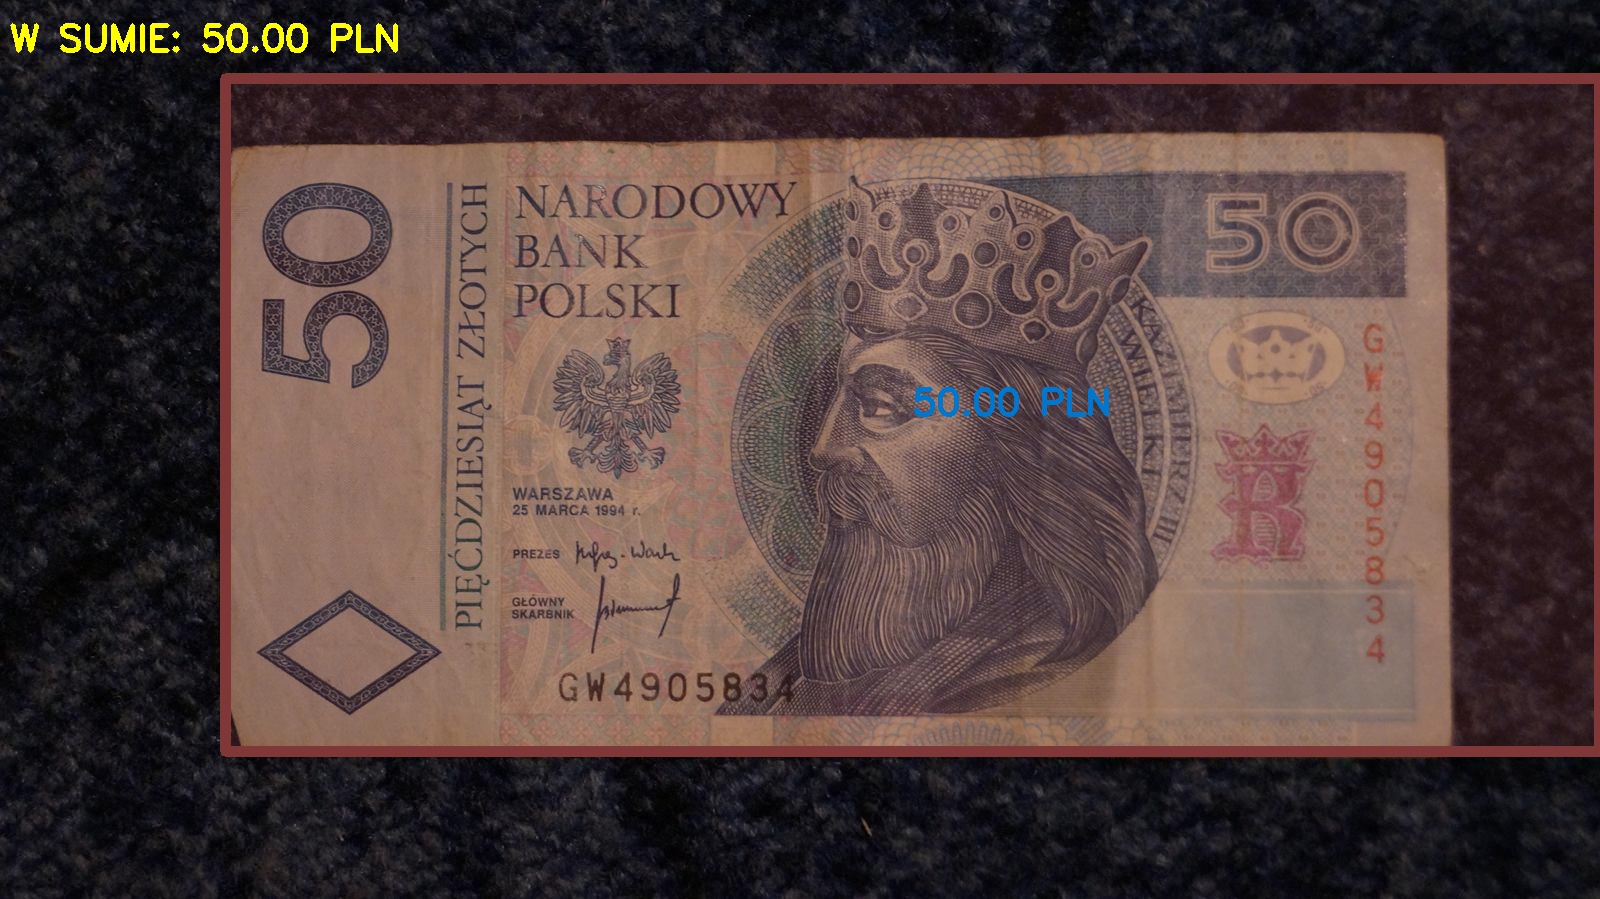 W SUMIE: 50.00 PLN
50
PIĘĆDZIESIĄT ZŁOTYCH
NARODOWY
BANK
POLSKI
WARSZAWA
25 MARCA 1994 r.
PREZES
GŁÓWNY
SKARBNIK
GW4905834
50.00 PLN
KAZIMIERZ III
WIELKI
50
GW4905834